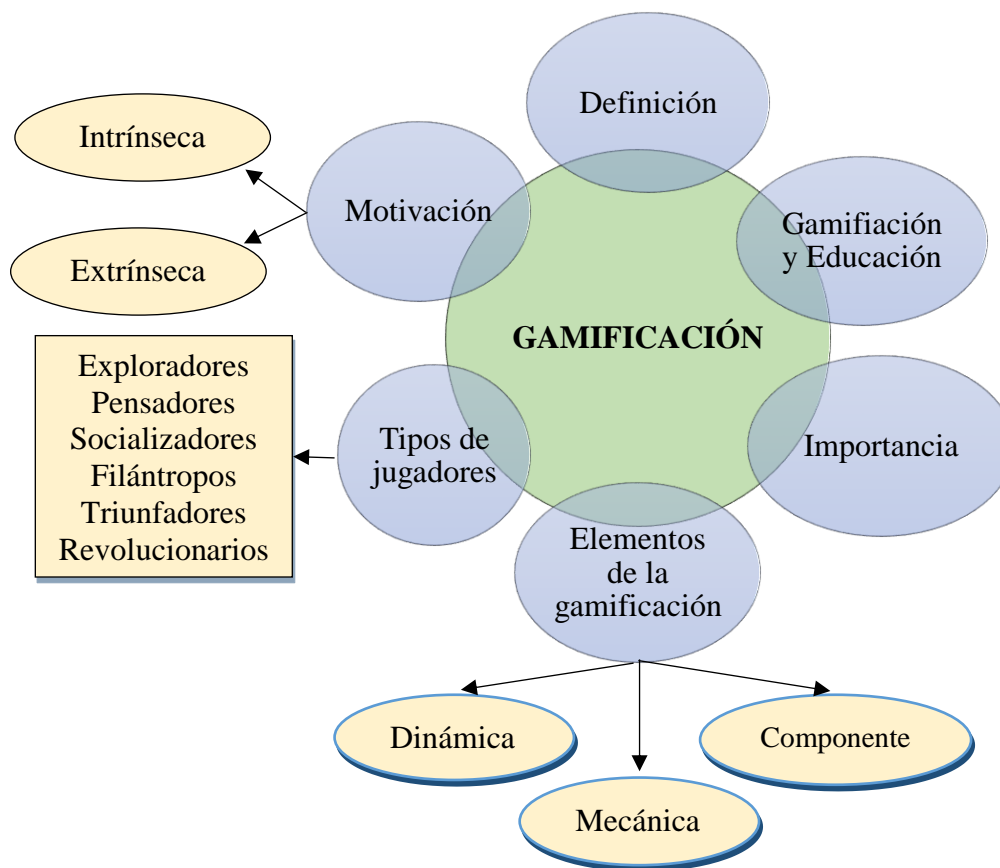 Definición
Intrínseca
Motivación
Gamifiación
y Educación
Extrínseca
GAMIFICACIÓN
Exploradores
Pensadores
Socializadores
Filántropos
Triunfadores
Revolucionarios
Tipos de
jugadores
Importancia
Elementos
de la
gamificación
Dinámica
Componente
Mecánica